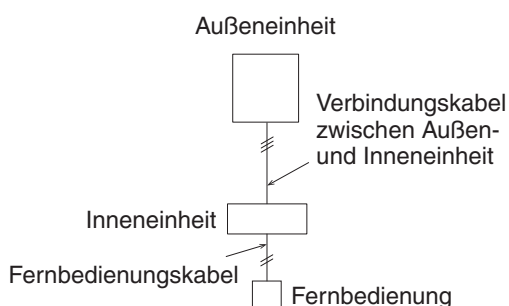 Außeneinheit
Verbindungskabel
zwischen Außen-
und Inneneinheit
Inneneinheit
Fernbedienungskabel
Fernbedienung